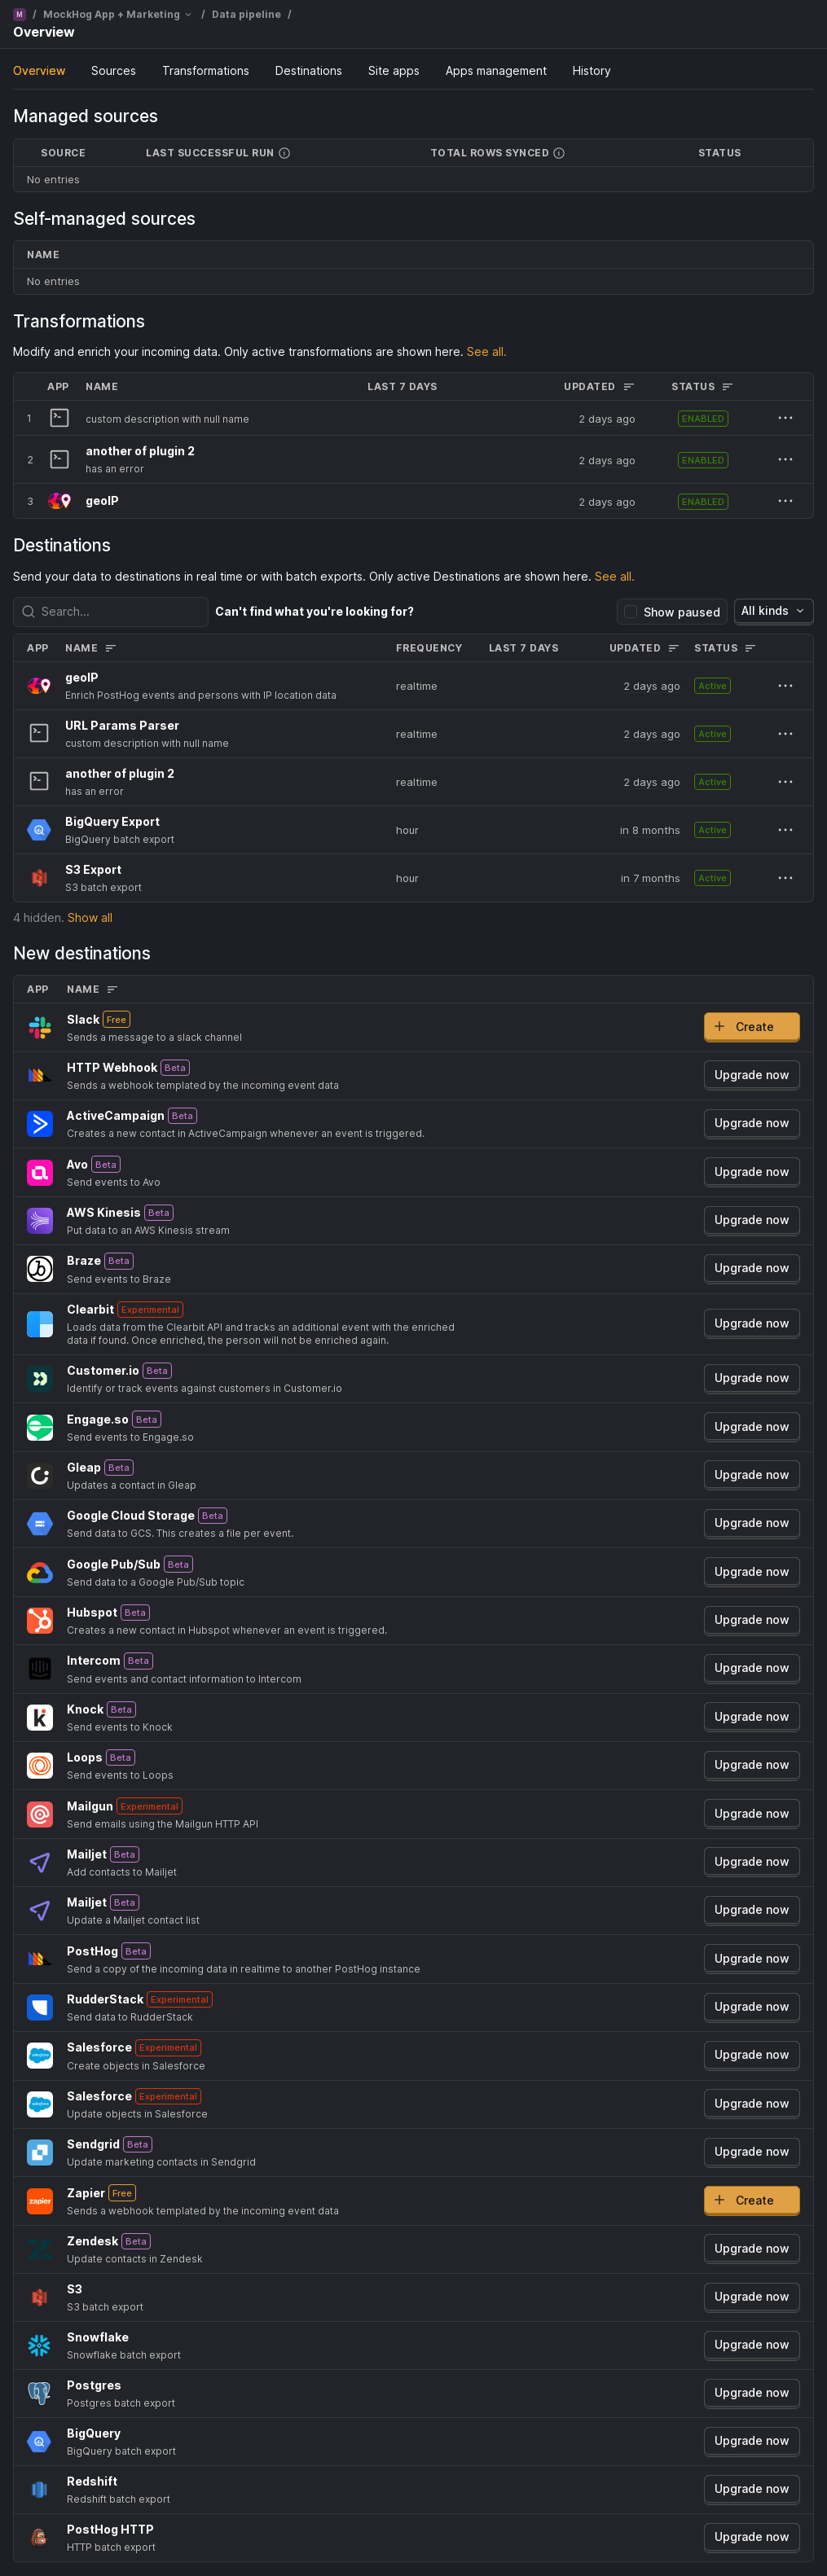 M / MockHog App + Marketing / Data pipeline /
Overview
Overview Sources Transformations Destinations Site apps Apps management History
Managed sources
SOURCE LAST SUCCESSFUL RUN TOTAL ROWS SYNCED STATUS
No entries
Self-managed sources
NAME
No entries
Transformations
Modify and enrich your incoming data. Only active transformations are shown here. See all.
APP NAME LAST 7 DAYS UPDATED STATUS
1 custom description with null name 2 days ago ENABLED
another of plugin 2
2 2 days ago ENABLED
has an error
3 geoIP 2 days ago ENABLED
Destinations
Send your data to destinations in real time or with batch exports. Only active Destinations are shown here. See all.
Search... Can't find what you're looking for? Show paused All kinds
APP NAME FREQUENCY LAST 7 DAYS UPDATED STATUS
geoIP
realtime 2 days ago Active
Enrich PostHog events and persons with IP location data
URL Params Parser
realtime 2 days ago Active
custom description with null name
another of plugin 2
realtime 2 days ago Active
has an error
BigQuery Export
hour in 8 months Active
BigQuery batch export
S3 Export
hour in 7 months Active
S3 batch export
4 hidden. Show all
New destinations
APP NAME
Slack Free
Create
Sends a message to a slack channel
HTTP Webhook Beta
Upgrade now
Sends a webhook templated by the incoming event data
ActiveCampaign Beta
Upgrade now
Creates a new contact in ActiveCampaign whenever an event is triggered.
Avo Beta
Upgrade now
Send events to Avo
AWS Kinesis Beta
Upgrade now
Put data to an AWS Kinesis stream
Braze Beta
Upgrade now
Send events to Braze
Clearbit Experimental
Upgrade now
Loads data from the Clearbit API and tracks an additional event with the enriched
data if found. Once enriched, the person will not be enriched again.
Customer.io Beta
Upgrade now
Identify or track events against customers in Customer.io
Engage.so Beta
Upgrade now
Send events to Engage.so
Gleap Beta
Upgrade now
Updates a contact in Gleap
Google Cloud Storage Beta
Upgrade now
Send data to GCS. This creates a file per event.
Google Pub/Sub Beta
Upgrade now
Send data to a Google Pub/Sub topic
Hubspot Beta
Upgrade now
Creates a new contact in Hubspot whenever an event is triggered.
Intercom Beta
Upgrade now
Send events and contact information to Intercom
Knock Beta
Upgrade now
Send events to Knock
Loops Beta
Upgrade now
Send events to Loops
Mailgun Experimental
Upgrade now
Send emails using the Mailgun HTTP API
Mailjet Beta
Upgrade now
Add contacts to Mailjet
Mailjet Beta
Upgrade now
Update a Mailjet contact list
PostHog Beta
Upgrade now
Send a copy of the incoming data in realtime to another PostHog instance
RudderStack Experimental
Upgrade now
Send data to RudderStack
Salesforce Experimental
Upgrade now
Create objects in Salesforce
Salesforce Experimental
Upgrade now
Update objects in Salesforce
Sendgrid Beta
Upgrade now
Update marketing contacts in Sendgrid
Zapier Free
zapier Create
Sends a webhook templated by the incoming event data
Zendesk Beta
Upgrade now
Update contacts in Zendesk
S3
Upgrade now
S3 batch export
Snowflake
Upgrade now
Snowflake batch export
Postgres
Upgrade now
Postgres batch export
BigQuery
Upgrade now
BigQuery batch export
Redshift
Upgrade now
Redshift batch export
PostHog HTTP
Upgrade now
HTTP batch export